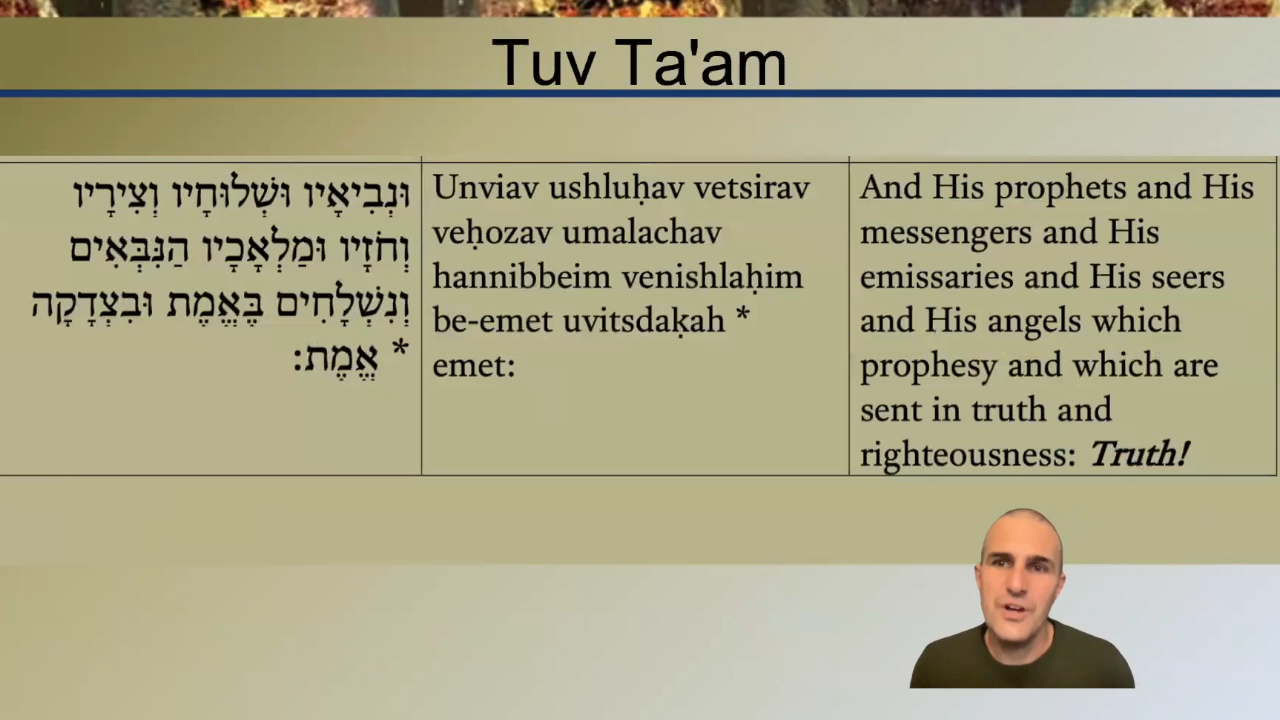 Tuv Ta'am
וּנְבִיאָיו וּשְׁלוּחָיו וְצִירָיו
וְחֹזָיו וּמַלְאָכָיו הַנִּבְּאִים
וְנִשְׁלָחִים בֶּאֱמֶת וּבִצְדָקָה
* אֱמֶת:
Unviav ushluḥav vetsirav
veḥozav umalachav
hannibbeim venishlaḥim
be-emet uvitsdaḳah *
emet:
And His prophets and His
messengers and His
emissaries and His seers
and His angels which
prophesy and which are
sent in truth and
righteousness: Truth!